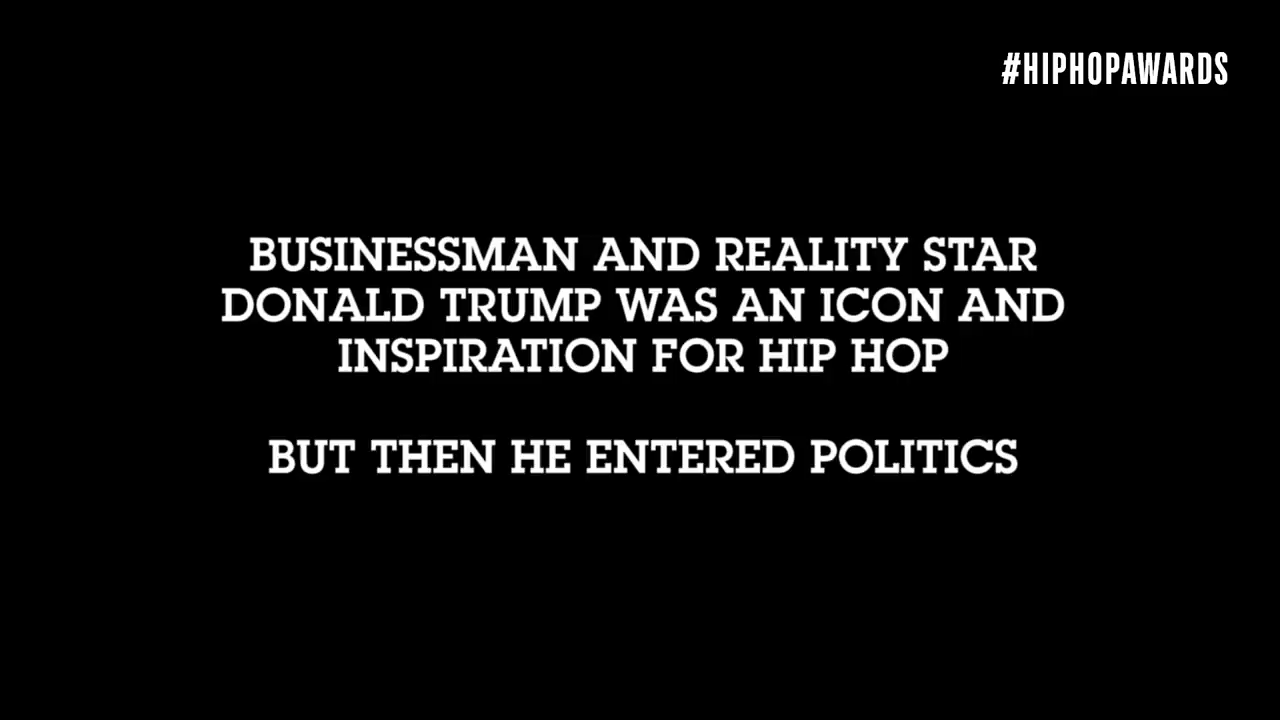 #HIPHOPAWARDS
BUSINESSMAN AND REALITY STAR
DONALD TRUMP WAS AN ICON AND
INSPIRATION FOR HIP HOP
BUT THEN HE ENTERED POLITICS